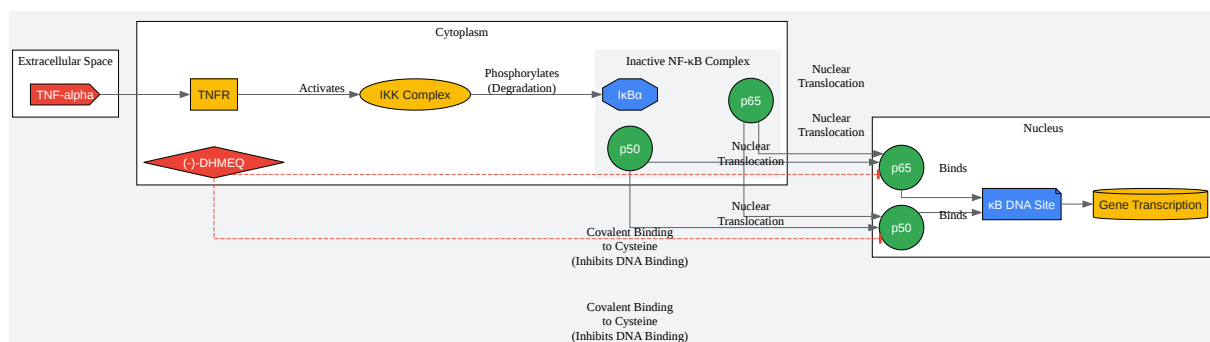 Cytoplasm
Extracellular Space
TNF-alpha
TNFR
Activates
IKK Complex
Phosphorylates
(Degradation)
Inactive NF-κB Complex
IκBα
p65
p50
(-)-DHMEQ
Nuclear
Translocation
Nuclear
Translocation
Nuclear
Translocation
Nuclear
Translocation
Nucleus
p65
Binds
p50
Binds
κB DNA Site
Gene Transcription
Covalent Binding
to Cysteine
(Inhibits DNA Binding)
Covalent Binding
to Cysteine
(Inhibits DNA Binding)